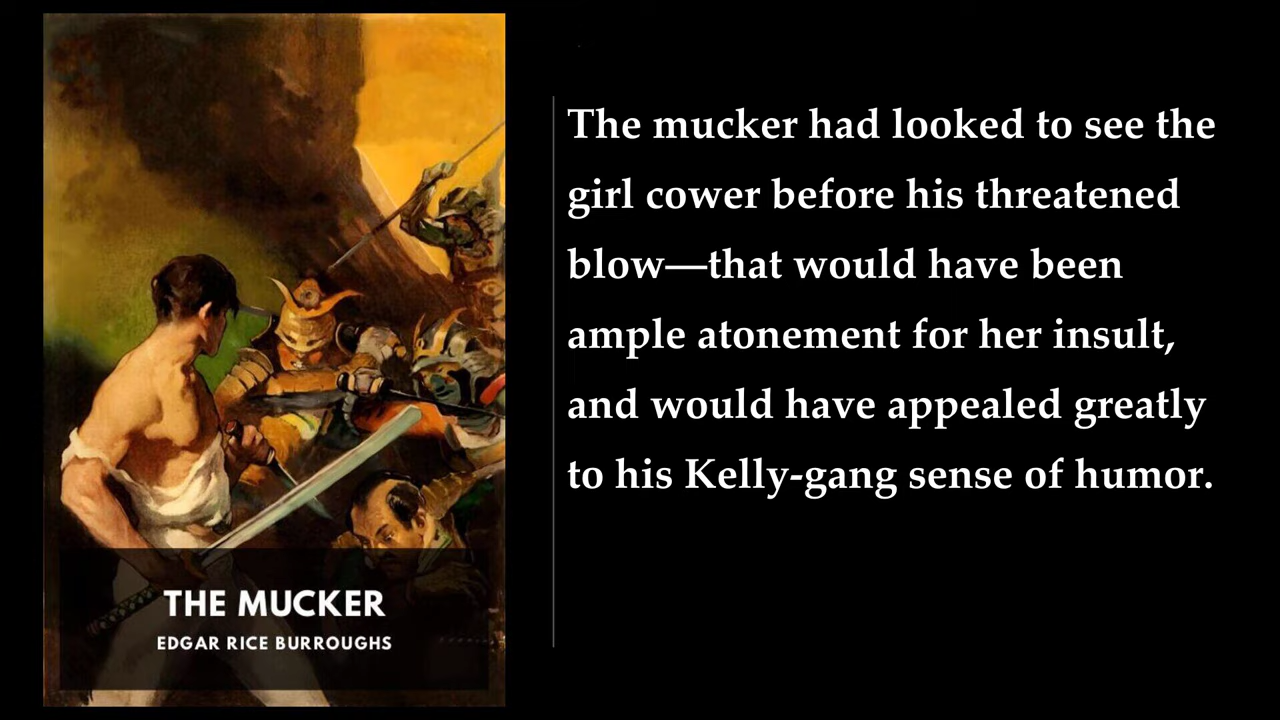 The mucker had looked to see the
girl cower before his threatened
blow—that would have been
ample atonement for her insult,
and would have appealed greatly
to his Kelly-gang sense of humor.
THE MUCKER
EDGAR RICE BURROUGHS